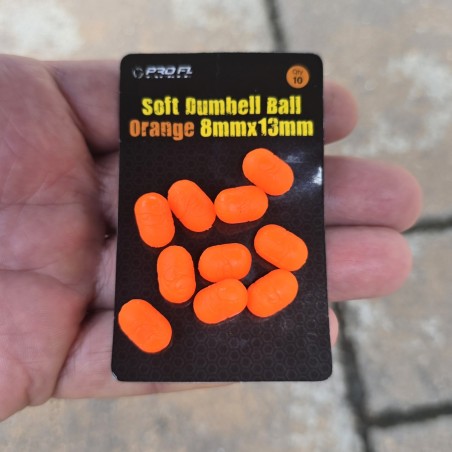 PRO FL
Qty
10
Soft Dumbell Ball
Orange 8mmx13mm